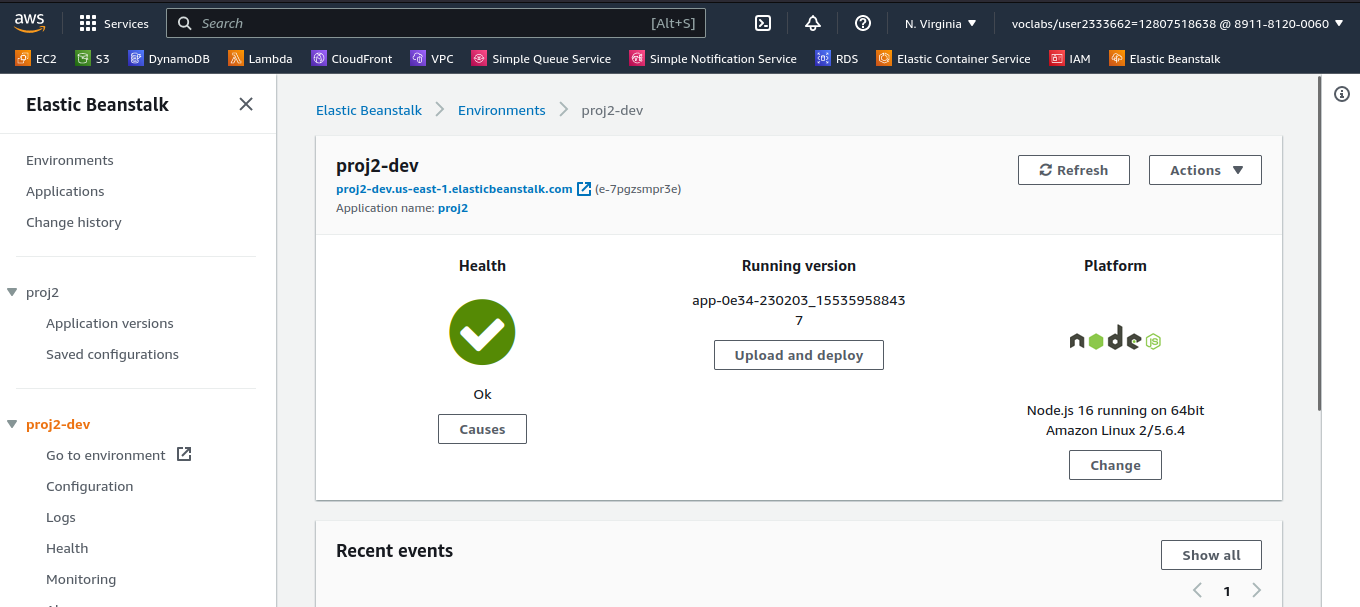 aws
Services
Search [Alt+S]
N. Virginia
voclabs/user2333662=12807518638 @ 8911-8120-0060
EC2
S3
DynamoDB
Lambda
CloudFront
VPC
Simple Queue Service
Simple Notification Service
RDS
Elastic Container Service
IAM
Elastic Beanstalk
Elastic Beanstalk
Environments
Applications
Change history
proj2
Application versions
Saved configurations
proj2-dev
Go to environment
Configuration
Logs
Health
Monitoring
Elastic Beanstalk > Environments > proj2-dev
proj2-dev
proj2-dev.us-east-1.elasticbeanstalk.com (e-7pgzsmpr3e)
Application name: proj2
Refresh
Actions
Health
Ok
Causes
Running version
app-0e34-230203_15535958843
7
Upload and deploy
Platform
node
JS
Node.js 16 running on 64bit
Amazon Linux 2/5.6.4
Change
Recent events
Show all
1